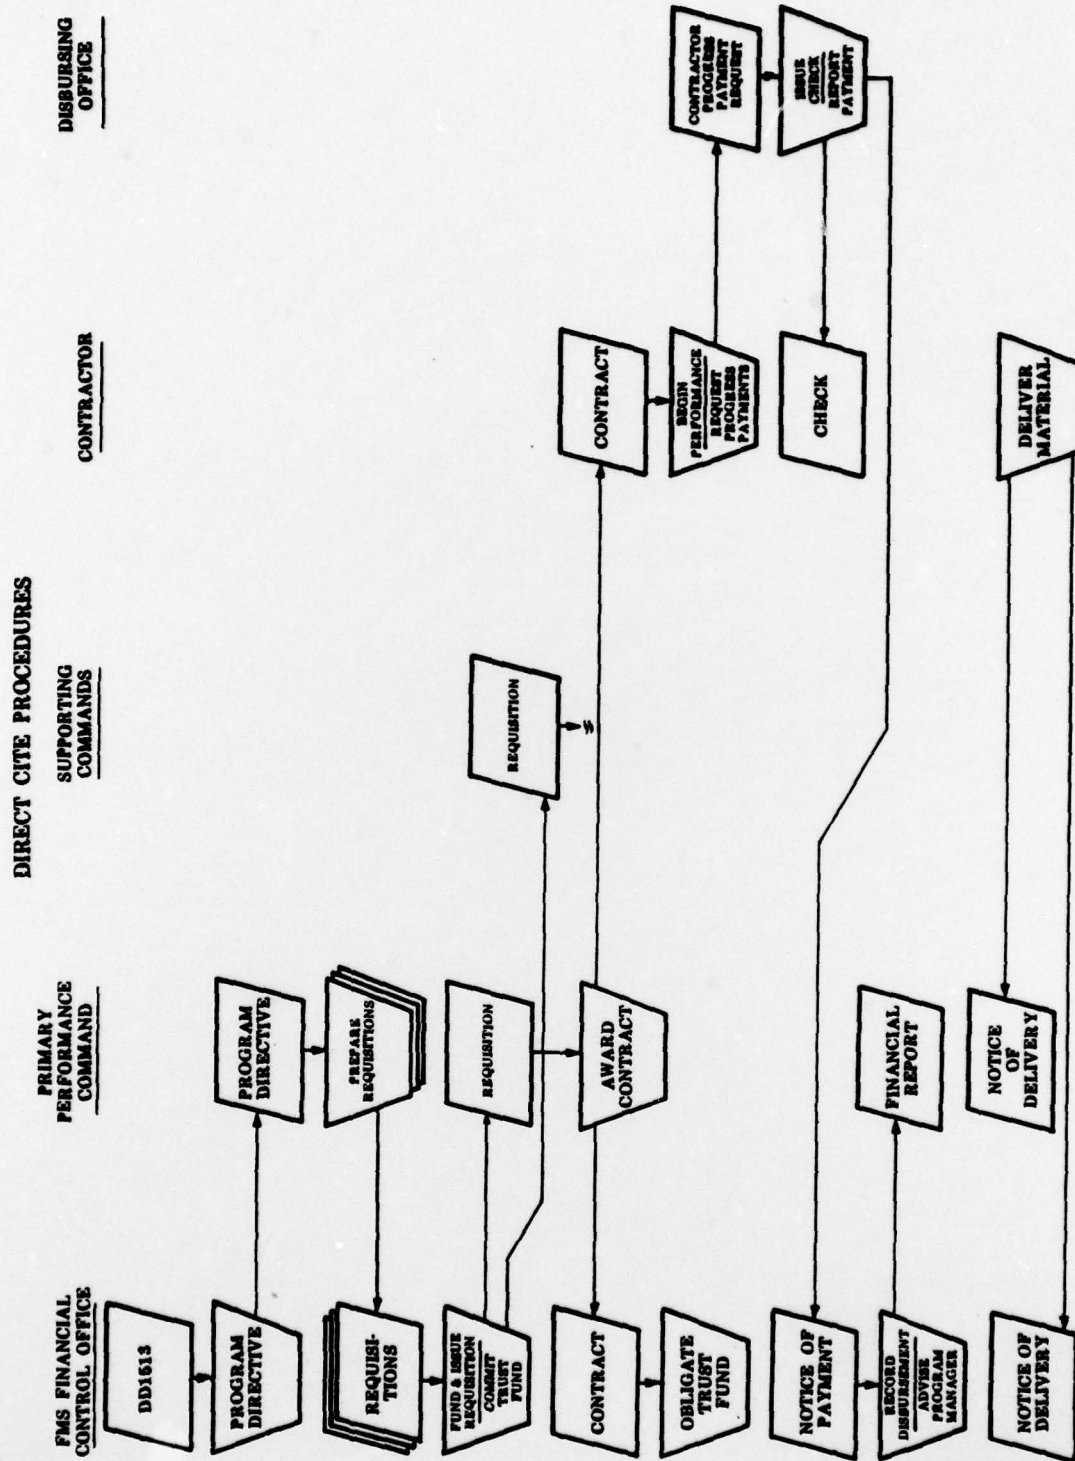 DIRECT CITE PROCEDURES
FMS FINANCIAL
CONTROL OFFICE
PRIMARY
PERFORMANCE
COMMAND
SUPPORTING
COMMANDS
CONTRACTOR
DISBURSING
OFFICE
DD1513
PROGRAM
DIRECTIVE
PROGRAM
DIRECTIVE
PREPARE
REQUISITIONS
REQUISI-
TIONS
FUND & ISSUE
REQUISITION
COMMIT
TRUST
FUND
REQUISITION
REQUISITION
$
AWARD
CONTRACT
CONTRACT
CONTRACT
OBLIGATE
TRUST
FUND
BEGIN
PERFORMANCE
REQUEST
PROGRESS
PAYMENTS
CONTRACTOR
PROGRESS
PAYMENT
REQUEST
ISSUE
CHECK
REPORT
PAYMENT
CHECK
NOTICE OF
PAYMENT
RECORD
DISBURSEMENT
ADVISE
PROGRAM
MANAGER
FINANCIAL
REPORT
DELIVER
MATERIAL
NOTICE
OF
DELIVERY
NOTICE OF
DELIVERY